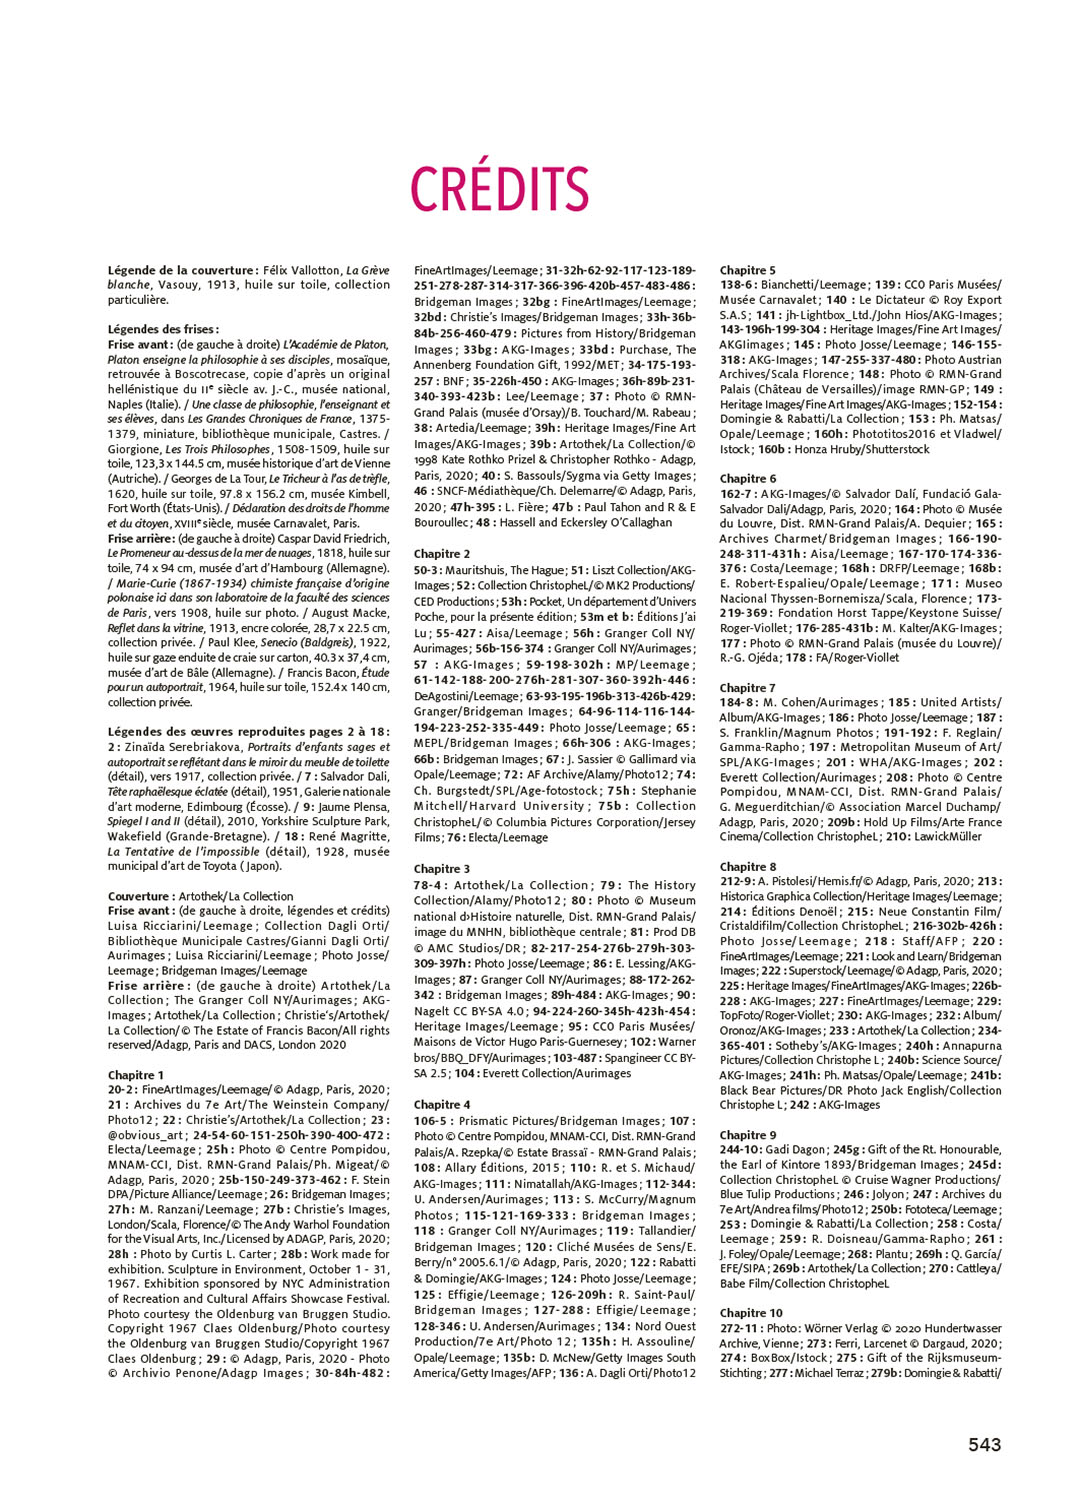 CRÉDITS
Légende de la couverture : Félix Vallotton, La Grève
blanche, Vasouy, 1913, huile sur toile, collection
particulière.
Légendes des frises :
Frise avant : (de gauche à droite) L’Académie de Platon,
Platon enseigne la philosophie à ses disciples, mosaïque,
retrouvée à Boscotrecase, copie d’après un original
hellénistique du IIe siècle av. J.-C., musée national,
Naples (Italie). / Une classe de philosophie, l’enseignant et
ses élèves, dans Les Grandes Chroniques de France, 1375-
1379, miniature, bibliothèque municipale, Castres. /
Giorgione, Les Trois Philosophes, 1508-1509, huile sur
toile, 123,3 x 144.5 cm, musée historique d’art de Vienne
(Autriche). / Georges de La Tour, Le Tricheur à l’as de trèfle,
1620, huile sur toile, 97.8 x 156.2 cm, musée Kimbell,
Fort Worth (États-Unis). / Déclaration des droits de l’homme
et du citoyen, XVIIIe siècle, musée Carnavalet, Paris.
Frise arrière : (de gauche à droite) Caspar David Friedrich,
Le Promeneur au-dessus de la mer de nuages, 1818, huile sur
toile, 74 x 94 cm, musée d’art d’Hambourg (Allemagne).
/ Marie-Curie (1867-1934) chimiste française d’origine
polonaise ici dans son laboratoire de la faculté des sciences
de Paris, vers 1908, huile sur photo. / August Macke,
Reflet dans la vitrine, 1913, encre colorée, 28,7 x 22.5 cm,
collection privée. / Paul Klee, Senecio (Baldgreis), 1922,
huile sur gaze enduite de craie sur carton, 40.3 x 37,4 cm,
musée d’art de Bâle (Allemagne). / Francis Bacon, Étude
pour un autoportrait, 1964, huile sur toile, 152.4 x 140 cm,
collection privée.
Légendes des œuvres reproduites pages 2 à 18 :
2 : Zinaïda Serebriakova, Portraits d’enfants sages et
autoportrait se reflétant dans le miroir du meuble de toilette
(détail), vers 1917, collection privée. / 7 : Salvador Dali,
Tête raphaëlesque éclatée (détail), 1951, Galerie nationale
d’art moderne, Edimbourg (Écosse). / 9 : Jaume Plensa,
Spiegel I and II (détail), 2010, Yorkshire Sculpture Park,
Wakefield (Grande-Bretagne). / 18 : René Magritte,
La Tentative de l’impossible (détail), 1928, musée
municipal d’art de Toyota ( Japon).
Couverture : Artothek/La Collection
Frise avant : (de gauche à droite, légendes et crédits)
Luisa Ricciarini/Leemage ; Collection Dagli Orti/
Bibliothèque Municipale Castres/Gianni Dagli Orti/
Aurimages ; Luisa Ricciarini/Leemage ; Photo Josse/
Leemage ; Bridgeman Images/Leemage
Frise arrière : (de gauche à droite) Artothek/La
Collection ; The Granger Coll NY/Aurimages ; AKG-
Images ; Artothek/La Collection ; Christie’s/Artothek/
La Collection/ © The Estate of Francis Bacon/All rights
reserved/Adagp, Paris and DACS, London 2020
Chapitre 1
20-2 : FineArtImages/Leemage/ © Adagp, Paris, 2020 ;
21 : Archives du 7e Art/The Weinstein Company/
Photo12 ; 22 : Christie’s/Artothek/La Collection ; 23 :
@obvious_art ; 24-54-60-151-250h-390-400-472 :
Electa/Leemage ; 25h : Photo © Centre Pompidou,
MNAM-CCI, Dist. RMN-Grand Palais/Ph. Migeat/©
Adagp, Paris, 2020 ; 25b-150-249-373-462 : F. Stein
DPA/Picture Alliance/Leemage ; 26 : Bridgeman Images ;
27h : M. Ranzani/Leemage ; 27b : Christie’s Images,
London/Scala, Florence/© The Andy Warhol Foundation
for the Visual Arts, Inc./Licensed by ADAGP, Paris, 2020 ;
28h : Photo by Curtis L. Carter ; 28b : Work made for
exhibition. Sculpture in Environment, October 1 - 31,
1967. Exhibition sponsored by NYC Administration
of Recreation and Cultural Affairs Showcase Festival.
Photo courtesy the Oldenburg van Bruggen Studio.
Copyright 1967 Claes Oldenburg/Photo courtesy
the Oldenburg van Bruggen Studio/Copyright 1967
Claes Oldenburg ; 29 : © Adagp, Paris, 2020 - Photo
© Archivio Penone/Adagp Images ; 30-84h-482 :
FineArtImages/Leemage ; 31-32h-62-92-117-123-189-
251-278-287-314-317-366-396-420b-457-483-486 :
Bridgeman Images ; 32bg : FineArtImages/Leemage ;
32bd : Christie’s Images/Bridgeman Images ; 33h-36b-
84b-256-460-479 : Pictures from History/Bridgeman
Images ; 33bg : AKG-Images ; 33bd : Purchase, The
Annenberg Foundation Gift, 1992/MET ; 34-175-193-
257 : BNF ; 35-226h-450 : AKG-Images ; 36h-89b-231-
340-393-423b : Lee/Leemage ; 37 : Photo © RMN-
Grand Palais (musée d’Orsay)/B. Touchard/M. Rabeau ;
38 : Artedia/Leemage ; 39h : Heritage Images/Fine Art
Images/AKG-Images ; 39b : Artothek/La Collection/©
1998 Kate Rothko Prizel & Christopher Rothko - Adagp,
Paris, 2020 ; 40 : S. Bassouls/Sygma via Getty Images ;
46 : SNCF-Médiathèque/Ch. Delemarre/© Adagp, Paris,
2020 ; 47h-395 : L. Fière ; 47b : Paul Tahon and R & E
Bouroullec ; 48 : Hassell and Eckersley O’Callaghan
Chapitre 2
50-3 : Mauritshuis, The Hague ; 51 : Liszt Collection/AKG-
Images ; 52 : Collection ChristopheL/ © MK2 Productions/
CED Productions ; 53h : Pocket, Un département d’Univers
Poche, pour la présente édition ; 53m et b : Éditions J’ai
Lu ; 55-427 : Aisa/Leemage ; 56h : Granger Coll NY/
Aurimages ; 56b-156-374 : Granger Coll NY/Aurimages ;
57 : AKG-Images ; 59-198-302h : MP/Leemage ;
61-142-188-200-276h-281-307-360-392h-446 :
DeAgostini/Leemage ; 63-93-195-196b-313-426b-429 :
Granger/Bridgeman Images ; 64-96-114-116-144-
194-223-252-335-449 : Photo Josse/Leemage ; 65 :
MEPL/Bridgeman Images ; 66h-306 : AKG-Images ;
66b : Bridgeman Images ; 67 : J. Sassier © Gallimard via
Opale/Leemage ; 72 : AF Archive/Alamy/Photo12 ; 74 :
Ch. Burgstedt/SPL/Age-fotostock ; 75h : Stephanie
Mitchell/Harvard University ; 75b : Collection
ChristopheL/ © Columbia Pictures Corporation/Jersey
Films ; 76 : Electa/Leemage
Chapitre 3
78-4 : Artothek/La Collection ; 79 : The History
Collection/Alamy/Photo12 ; 80 : Photo © Museum
national d›Histoire naturelle, Dist. RMN-Grand Palais/
image du MNHN, bibliothèque centrale ; 81 : Prod DB
© AMC Studios/DR ; 82-217-254-276b-279h-303-
309-397h : Photo Josse/Leemage ; 86 : E. Lessing/AKG-
Images ; 87 : Granger Coll NY/Aurimages ; 88-172-262-
342 : Bridgeman Images ; 89h-484 : AKG-Images ; 90 :
Nagelt CC BY-SA 4.0 ; 94-224-260-345h-423h-454 :
Heritage Images/Leemage ; 95 : CC0 Paris Musées/
Maisons de Victor Hugo Paris-Guernesey ; 102 : Warner
bros/BBQ_DFY/Aurimages ; 103-487 : Spangineer CC BY-
SA 2.5 ; 104 : Everett Collection/Aurimages
Chapitre 4
106-5 : Prismatic Pictures/Bridgeman Images ; 107 :
Photo © Centre Pompidou, MNAM-CCI, Dist. RMN-Grand
Palais/A. Rzepka/© Estate Brassaï - RMN-Grand Palais ;
108 : Allary Éditions, 2015 ; 110 : R. et S. Michaud/
AKG-Images ; 111 : Nimatallah/AKG-Images ; 112-344 :
U. Andersen/Aurimages ; 113 : S. McCurry/Magnum
Photos ; 115-121-169-333 : Bridgeman Images ;
118 : Granger Coll NY/Aurimages ; 119 : Tallandier/
Bridgeman Images ; 120 : Cliché Musées de Sens/E.
Berry/n° 2005.6.1/© Adagp, Paris, 2020 ; 122 : Rabatti
& Domingie/AKG-Images ; 124 : Photo Josse/Leemage ;
125 : Effigie/Leemage ; 126-209h : R. Saint-Paul/
Bridgeman Images ; 127-288 : Effigie/Leemage ;
128-346 : U. Andersen/Aurimages ; 134 : Nord Ouest
Production/7e Art/Photo 12 ; 135h : H. Assouline/
Opale/Leemage ; 135b : D. McNew/Getty Images South
America/Getty Images/AFP ; 136 : A. Dagli Orti/Photo12
Chapitre 5
138-6 : Bianchetti/Leemage ; 139 : CC0 Paris Musées/
Musée Carnavalet ; 140 : Le Dictateur © Roy Export
S.A.S ; 141 : jh-Lightbox_Ltd./John Hios/AKG-Images ;
143-196h-199-304 : Heritage Images/Fine Art Images/
AKGIimages ; 145 : Photo Josse/Leemage ; 146-155-
318 : AKG-Images ; 147-255-337-480 : Photo Austrian
Archives/Scala Florence ; 148 : Photo © RMN-Grand
Palais (Château de Versailles)/image RMN-GP ; 149 :
Heritage Images/Fine Art Images/AKG-Images ; 152-154 :
Domingie & Rabatti/La Collection ; 153 : Ph. Matsas/
Opale/Leemage ; 160h : Phototitos2016 et Vladwel/
Istock ; 160b : Honza Hruby/Shutterstock
Chapitre 6
162-7 : AKG-Images/© Salvador Dalí, Fundació Gala-
Salvador Dali/Adagp, Paris, 2020 ; 164 : Photo © Musée
du Louvre, Dist. RMN-Grand Palais/A. Dequier ; 165 :
Archives Charmet/Bridgeman Images ; 166-190-
248-311-431h : Aisa/Leemage ; 167-170-174-336-
376 : Costa/Leemage ; 168h : DRFP/Leemage ; 168b :
E. Robert-Espalieu/Opale/Leemage ; 171 : Museo
Nacional Thyssen-Bornemisza/Scala, Florence ; 173-
219-369 : Fondation Horst Tappe/Keystone Suisse/
Roger-Viollet ; 176-285-431b : M. Kalter/AKG-Images ;
177 : Photo © RMN-Grand Palais (musée du Louvre)/
R.-G. Ojéda ; 178 : FA/Roger-Viollet
Chapitre 7
184-8 : M. Cohen/Aurimages ; 185 : United Artists/
Album/AKG-Images ; 186 : Photo Josse/Leemage ; 187 :
S. Franklin/Magnum Photos ; 191-192 : F. Reglain/
Gamma-Rapho ; 197 : Metropolitan Museum of Art/
SPL/AKG-Images ; 201 : WHA/AKG-Images ; 202 :
Everett Collection/Aurimages ; 208 : Photo © Centre
Pompidou, MNAM-CCI, Dist. RMN-Grand Palais/
G. Meguerditchian/© Association Marcel Duchamp/
Adagp, Paris, 2020 ; 209b : Hold Up Films/Arte France
Cinema/Collection ChristopheL ; 210 : LawickMüller
Chapitre 8
212-9 : A. Pistolesi/Hemis.fr/© Adagp, Paris, 2020 ; 213 :
Historica Graphica Collection/Heritage Images/Leemage ;
214 : Éditions Denoël ; 215 : Neue Constantin Film/
Cristaldifilm/Collection ChristopheL ; 216-302b-426h :
Photo Josse/Leemage ; 218 : Staff/AFP ; 220 :
FineArtImages/Leemage ; 221 : Look and Learn/Bridgeman
Images ; 222 : Superstock/Leemage/© Adagp, Paris, 2020 ;
225 : Heritage Images/FineArtImages/AKG-Images ; 226b-
228 : AKG-Images ; 227 : FineArtImages/Leemage ; 229 :
TopFoto/Roger-Viollet ; 230 : AKG-Images ; 232 : Album/
Oronoz/AKG-Images ; 233 : Artothek/La Collection ; 234-
365-401 : Sotheby’s/AKG-Images ; 240h : Annapurna
Pictures/Collection Christophe L ; 240b : Science Source/
AKG-Images ; 241h : Ph. Matsas/Opale/Leemage ; 241b :
Black Bear Pictures/DR Photo Jack English/Collection
Christophe L ; 242 : AKG-Images
Chapitre 9
244-10 : Gadi Dagon ; 245g : Gift of the Rt. Honourable,
the Earl of Kintore 1893/Bridgeman Images ; 245d :
Collection ChristopheL © Cruise Wagner Productions/
Blue Tulip Productions ; 246 : Jolyon ; 247 : Archives du
7e Art/Andrea films/Photo12 ; 250b : Fototeca/Leemage ;
253 : Domingie & Rabatti/La Collection ; 258 : Costa/
Leemage ; 259 : R. Doisneau/Gamma-Rapho ; 261 :
J. Foley/Opale/Leemage ; 268 : Plantu ; 269h : Q. García/
EFE/SIPA ; 269b : Artothek/La Collection ; 270 : Cattleya/
Babe Film/Collection ChristopheL
Chapitre 10
272-11 : Photo : Wörner Verlag © 2020 Hundertwasser
Archive, Vienne ; 273 : Ferri, Larcenet © Dargaud, 2020 ;
274 : BoxBox/Istock ; 275 : Gift of the Rijksmuseum-
Stichting ; 277 : Michael Terraz ; 279b : Domingie & Rabatti/
543